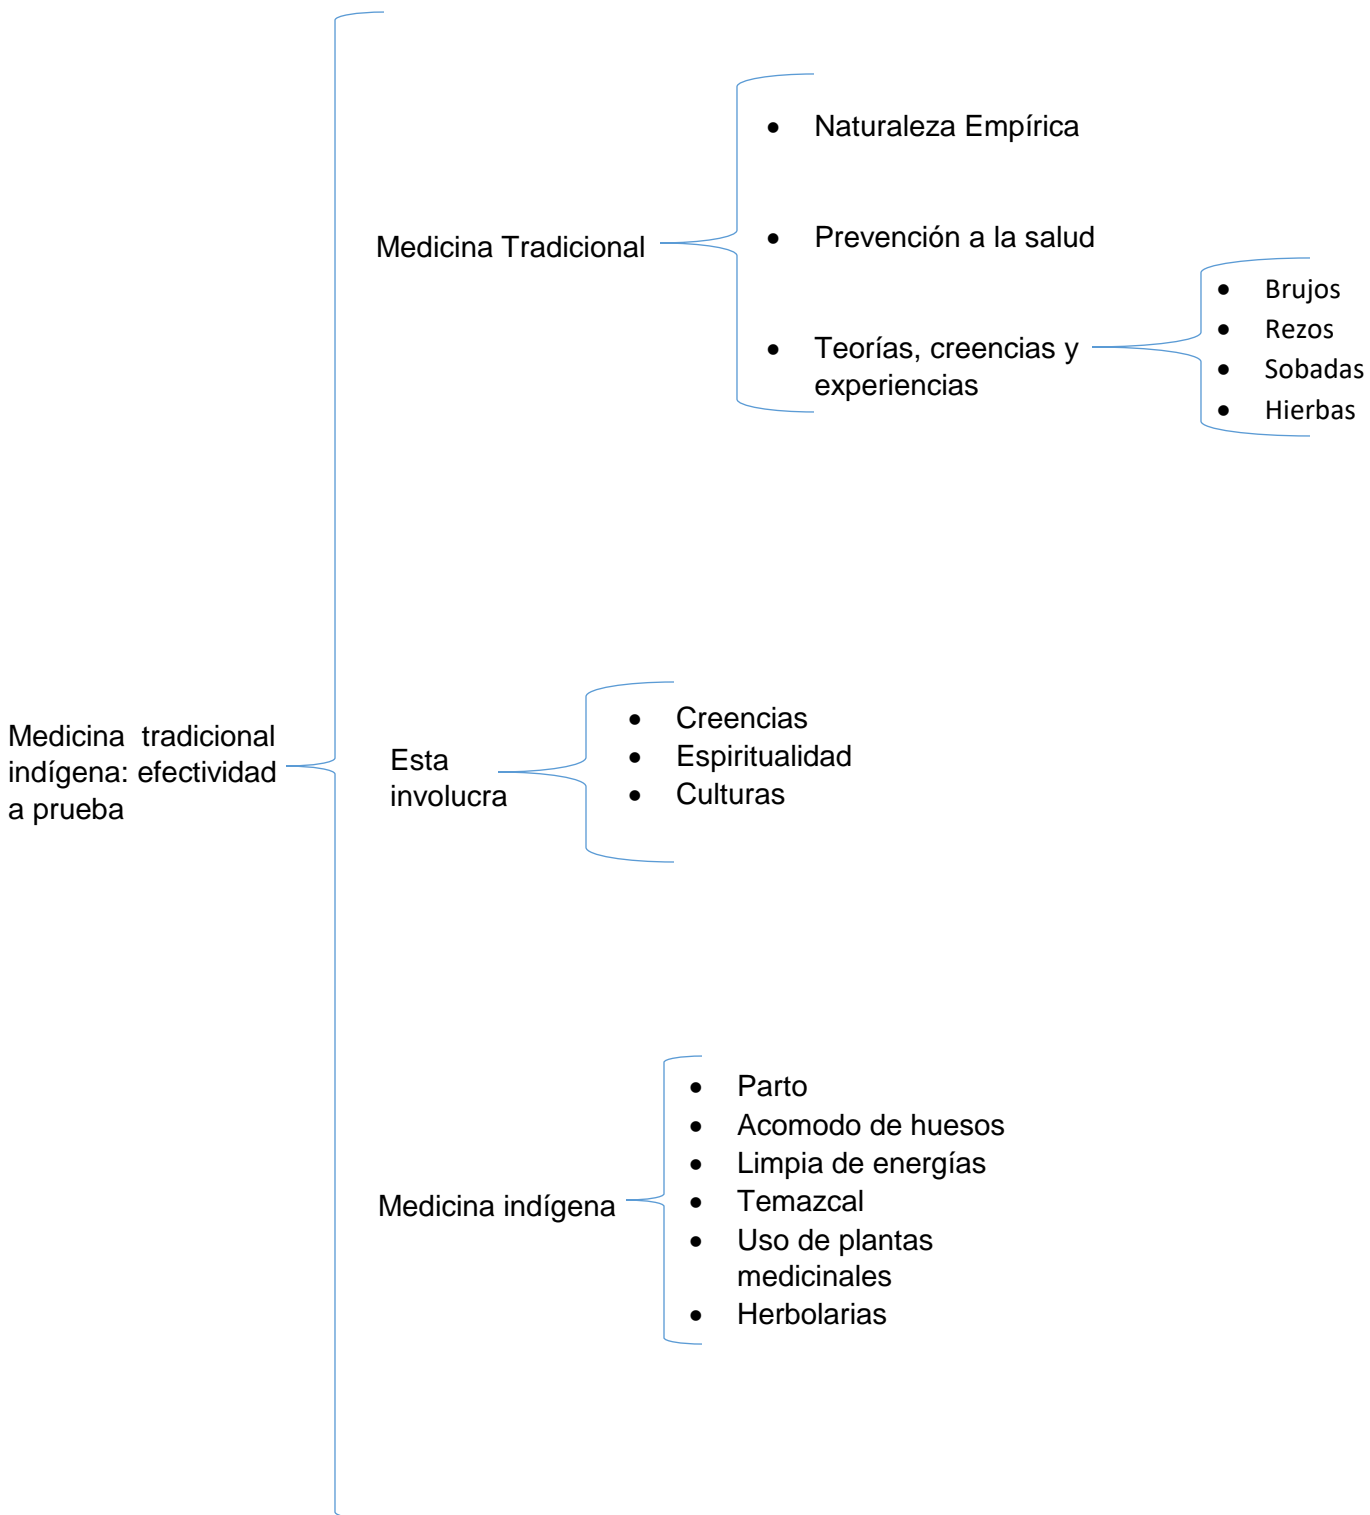 Medicina tradicional
indígena: efectividad
a prueba
Medicina Tradicional
• Naturaleza Empírica
• Prevención a la salud
• Teorías, creencias y
experiencias
• Brujos
• Rezos
• Sobadas
• Hierbas
Esta
involucra
• Creencias
• Espiritualidad
• Culturas
Medicina indígena
• Parto
• Acomodo de huesos
• Limpia de energías
• Temazcal
• Uso de plantas
medicinales
• Herbolarias